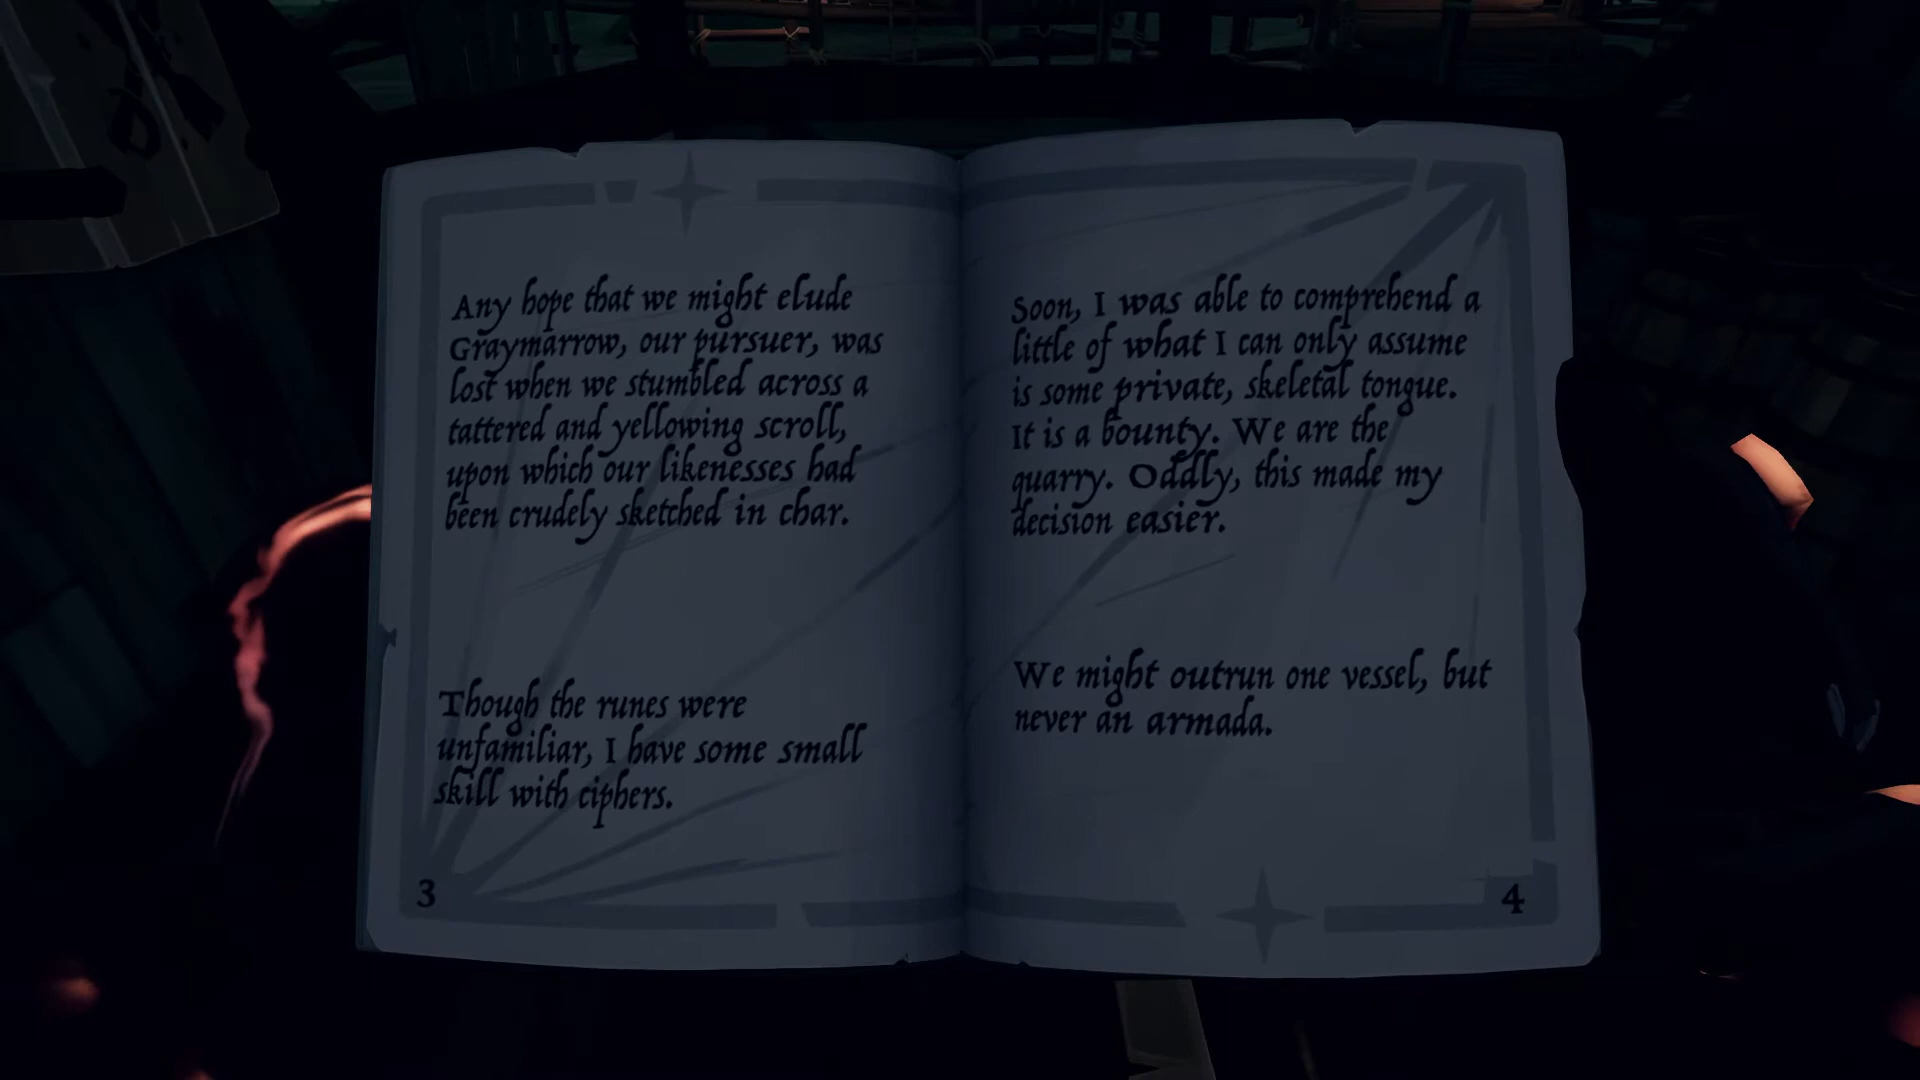 Any hope that we might elude
Graymarrow, our pursuer, was
lost when we stumbled across a
tattered and yellowing scroll,
upon which our likenesses had
been crudely sketched in char.
Though the runes were
unfamiliar, I have some small
skill with ciphers.
3
Soon, I was able to comprehend a
little of what I can only assume
is some private, skeletal tongue.
It is a bounty. We are the
quarry. Oddly, this made my
decision easier.
We might outrun one vessel, but
never an armada.
4